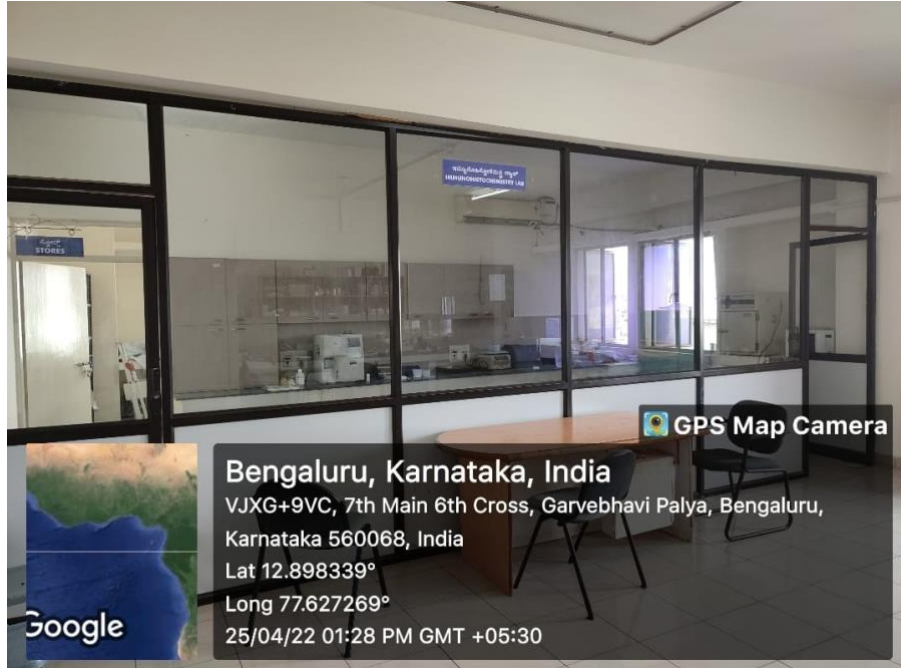 ಇಮ್ಯುನೊಹಿಸ್ಟೋಕೆಮಿಸ್ಟ್ರಿ ಲ್ಯಾಬ್
IMMUNOHISTOCHEMISTRY LAB
ಸ್ಟೋರ್ಸ್
STORES
GPS Map Camera
Bengaluru, Karnataka, India
VJXG+9VC, 7th Main 6th Cross, Garvebhavi Palya, Bengaluru,
Karnataka 560068, India
Lat 12.898339°
Long 77.627269°
25/04/22 01:28 PM GMT +05:30
Google